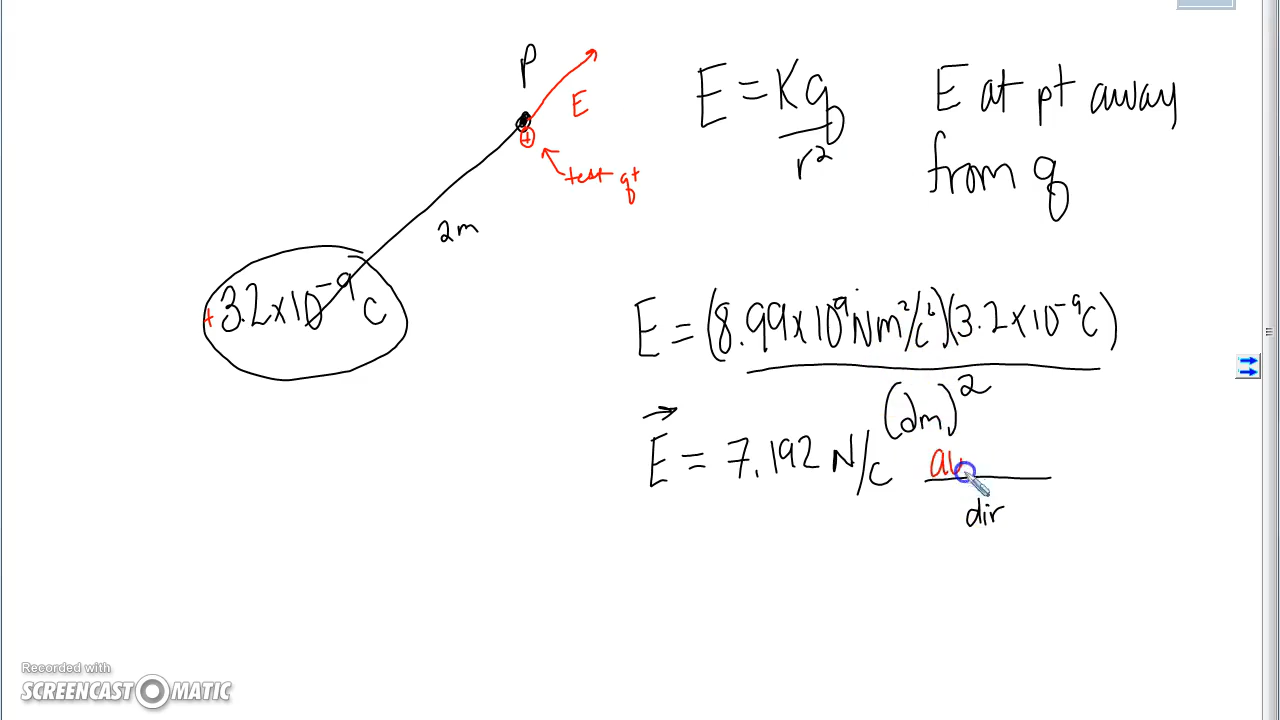 P
E
test q+
2m
+3.2x10⁻⁹C
E = Kq
r²
E at pt away
from q
E = (8.99x10⁹Nm²/c²)(3.2x10⁻⁹C)
(2m)²
E = 7.192 N/C
dir
Recorded with
SCREENCAST O MATIC